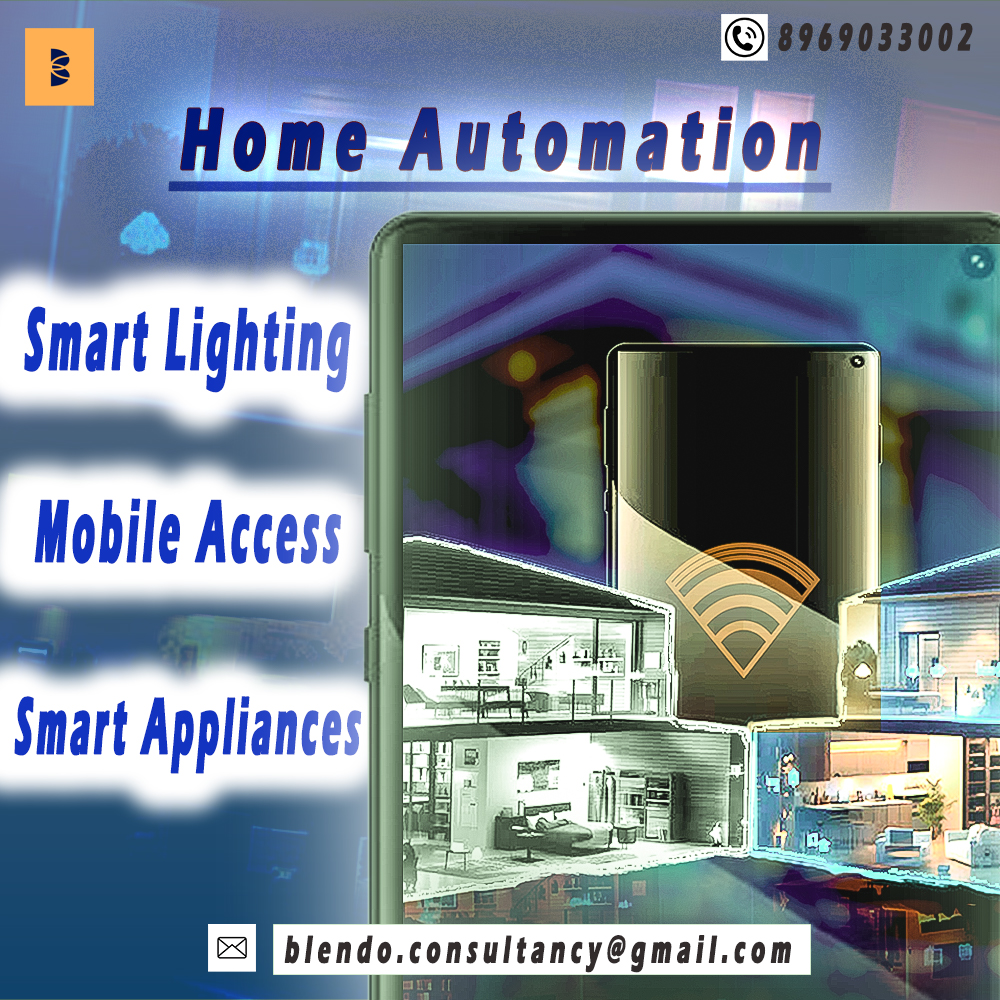 B
8969033002
Home Automation
Smart Lighting
Mobile Access
Smart Appliances
blendo.consultancy@gmail.com